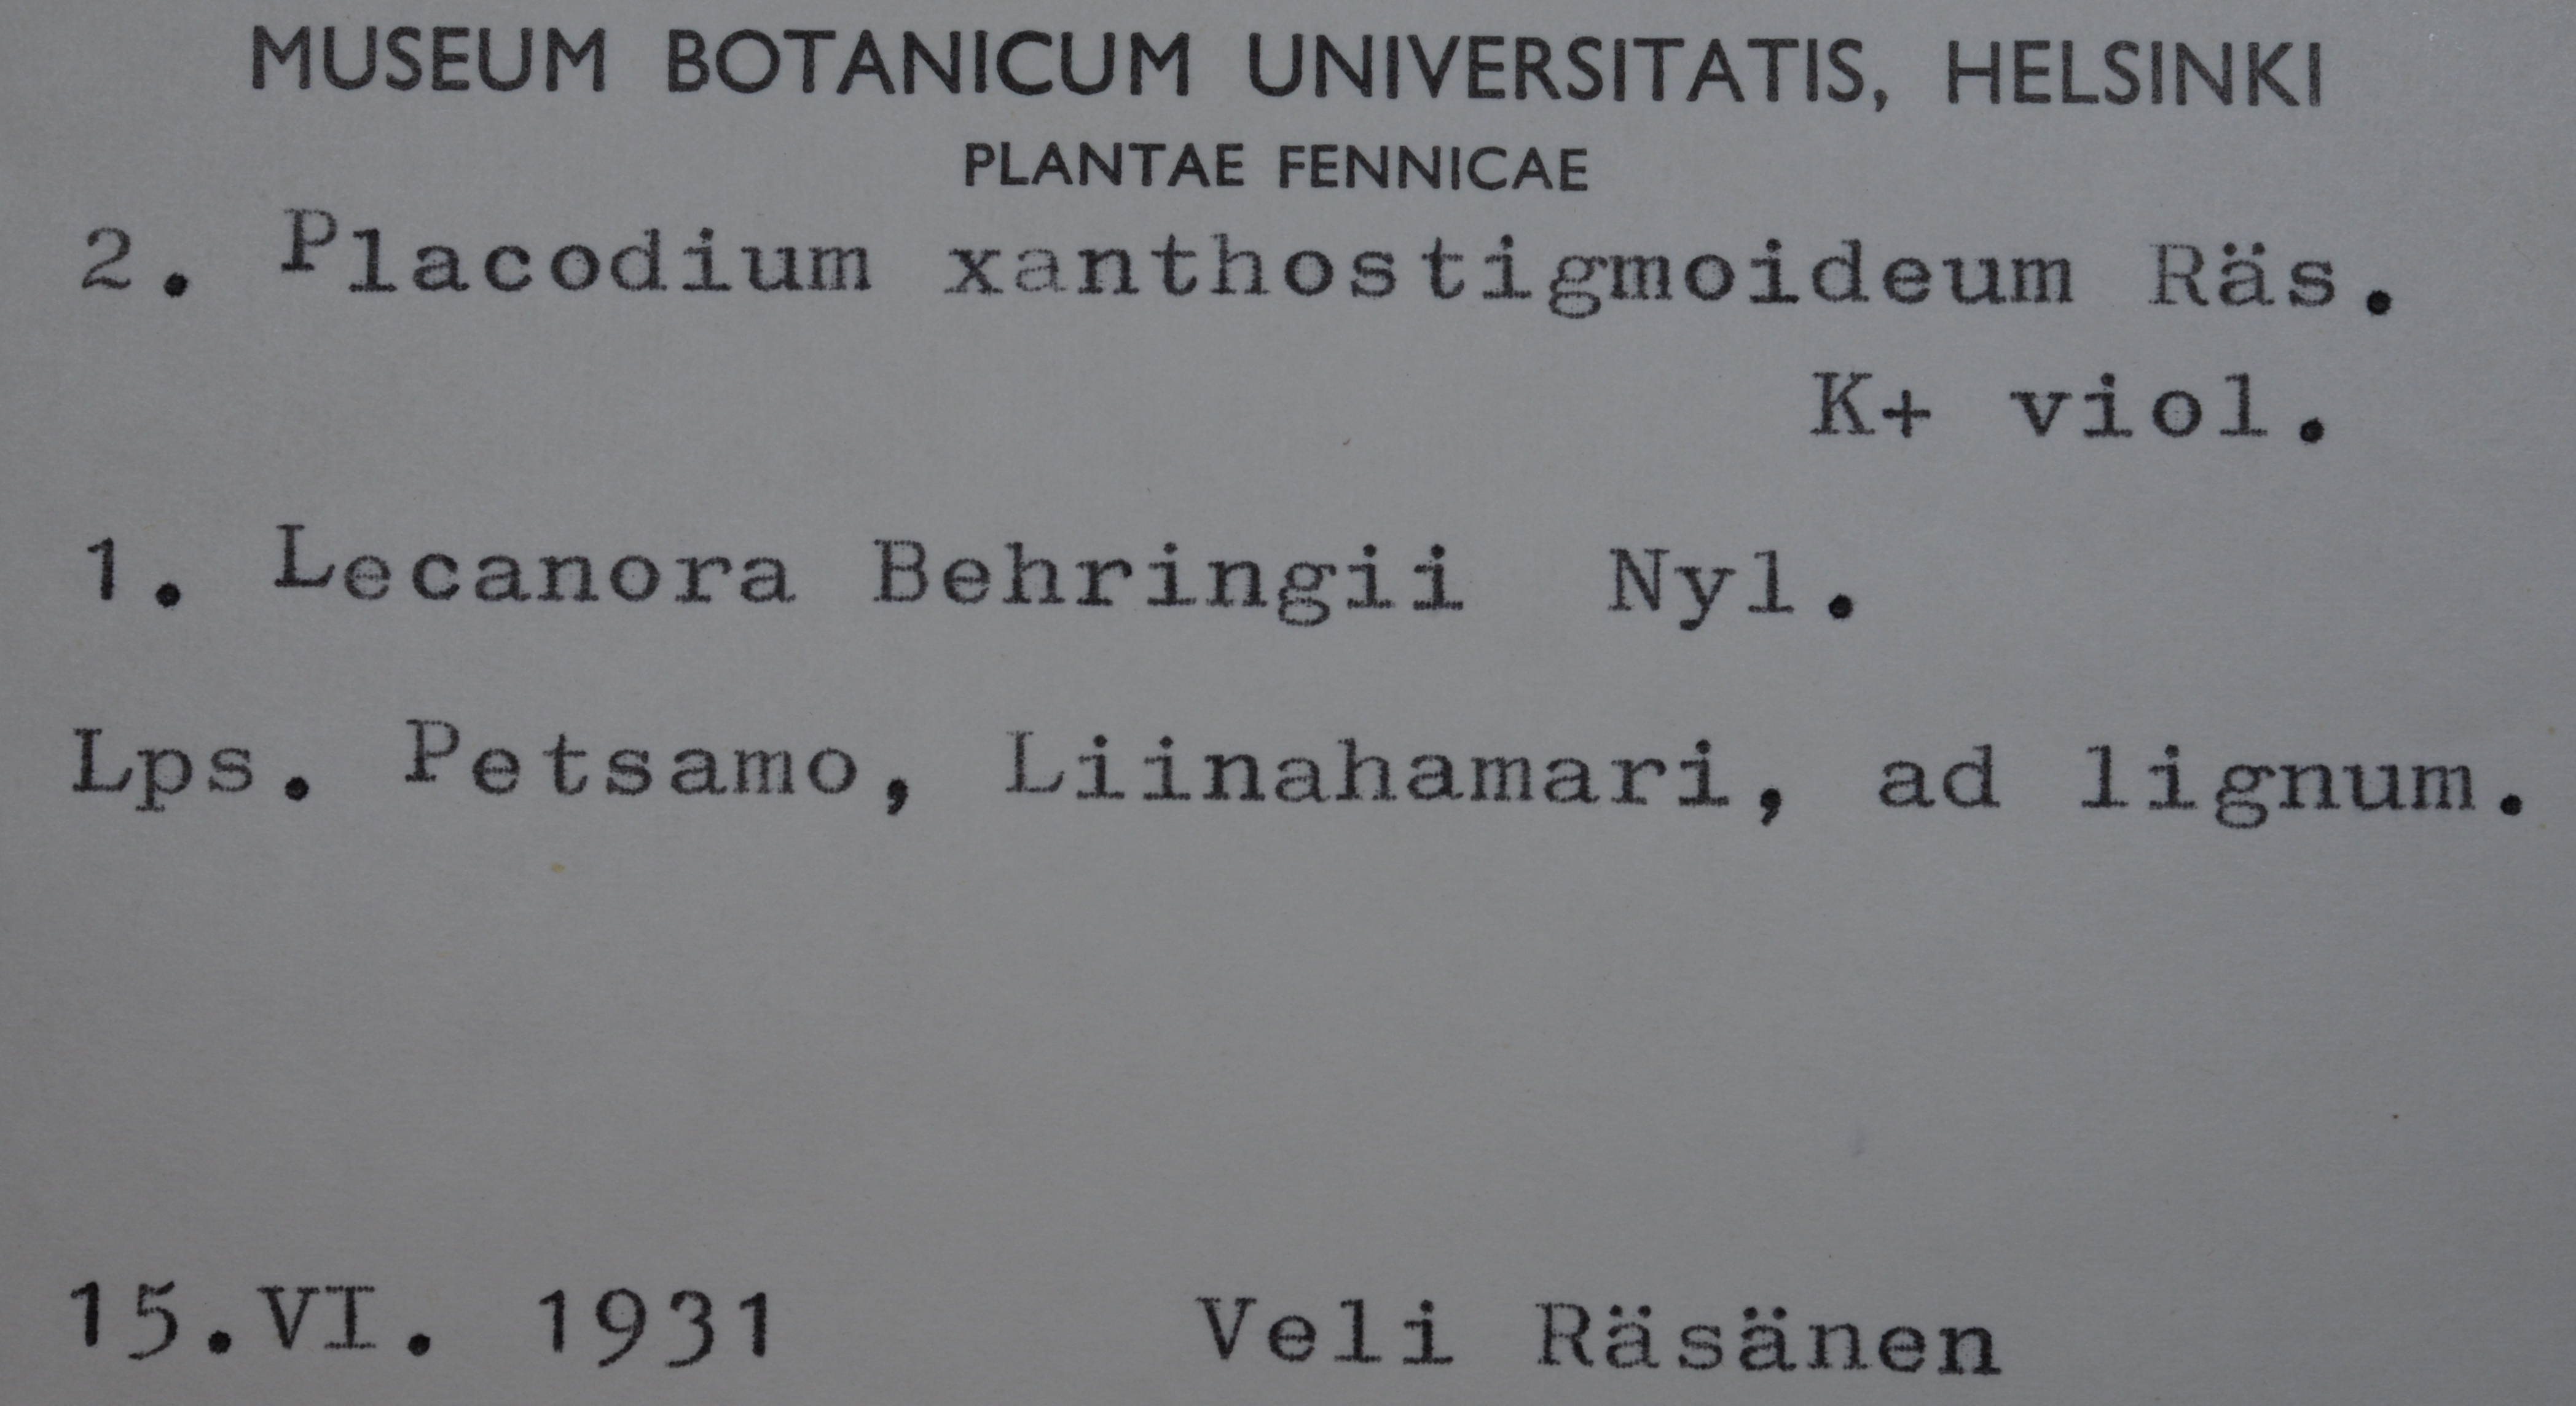 MUSEUM BOTANICUM UNIVERSITATIS, HELSINKI
PLANTAE FENNICAE
2. Placodium xanthostigmoideum Räs.
K+ viol.
1. Lecanora Behringii Nyl.
Lps. Petsamo, Liinahamari, ad lignum.
15.VI. 1931 Veli Räsänen